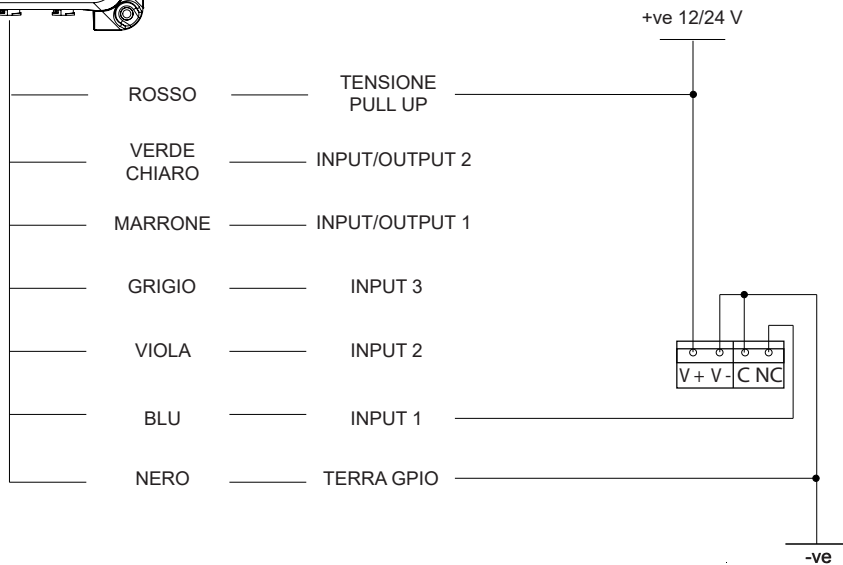 +ve 12/24 V
ROSSO
TENSIONE
PULL UP
VERDE
CHIARO
INPUT/OUTPUT 2
MARRONE
INPUT/OUTPUT 1
GRIGIO
INPUT 3
VIOLA
INPUT 2
V + V - C NC
BLU
INPUT 1
NERO
TERRA GPIO
-ve